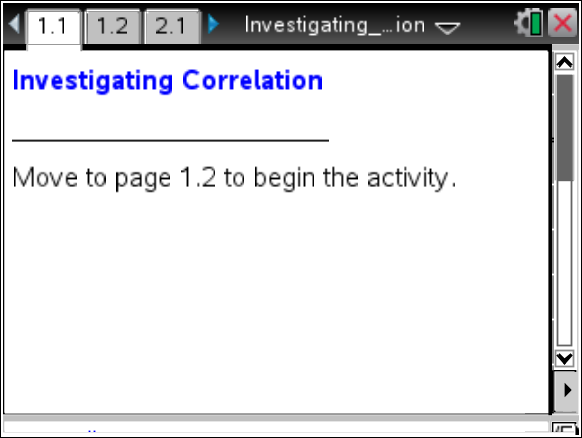 1.1 1.2 2.1 Investigating_…ion
Investigating Correlation
Move to page 1.2 to begin the activity.